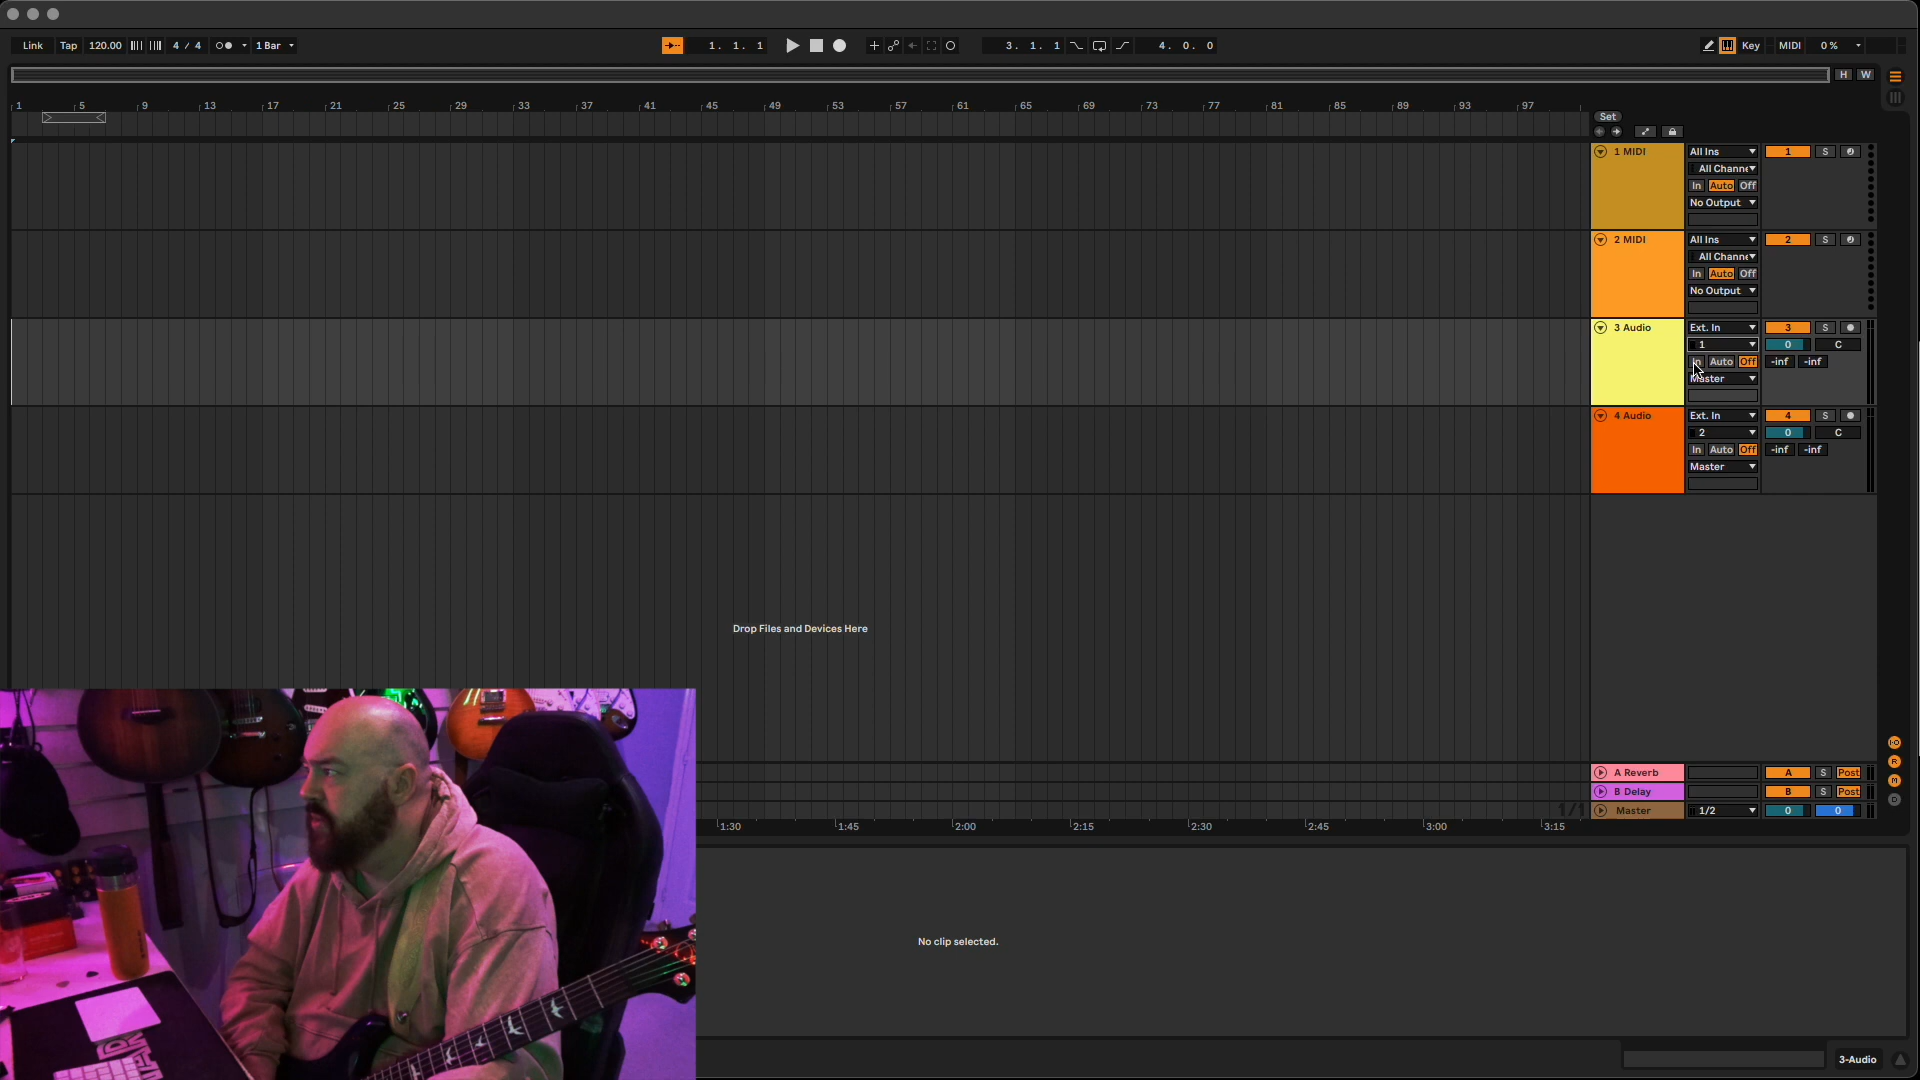 Link Tap 120.00 4 / 4 1 Bar 1. 1. 1 3. 1. 1 4. 0. 0 Key MIDI 0 %
H W
1 5 9 13 17 21 25 29 33 37 41 45 49 53 57 61 65 69 73 77 81 85 89 93 97
Set
1 MIDI All Ins 1 S
All Channe
In Auto Off
No Output
2 MIDI All Ins 2 S
All Channe
In Auto Off
No Output
3 Audio Ext. In 3 S
1 0 C
In Auto Off -inf -inf
Master
4 Audio Ext. In 4 S
2 0 C
In Auto Off -inf -inf
Master
Drop Files and Devices Here
I·O
R
M
D
A Reverb A S Post
B Delay B S Post
1/1 Master 1/2 0 0
1:30 1:45 2:00 2:15 2:30 2:45 3:00 3:15
No clip selected.
3-Audio